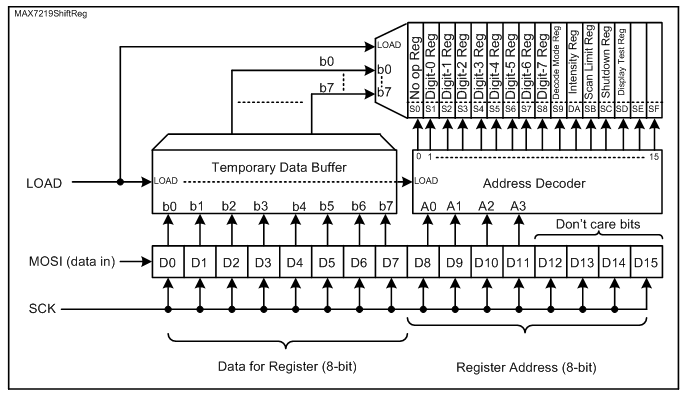 MAX7219ShiftReg
LOAD
b0
b7
b0
b7
No op Reg
Digit-0 Reg
Digit-1 Reg
Digit-2 Reg
Digit-3 Reg
Digit-4 Reg
Digit-5 Reg
Digit-6 Reg
Digit-7 Reg
Decode Mode Reg
Intensity Reg
Scan Limit Reg
Shutdown Reg
Display Test Reg
S0 S1 S2 S3 S4 S5 S6 S7 S8 S9 DA SB SC SD SE SF
0 1 15
Temporary Data Buffer
Address Decoder
LOAD
LOAD
LOAD
b0 b1 b2 b3 b4 b5 b6 b7
A0 A1 A2 A3
Don't care bits
MOSI (data in)
D0 D1 D2 D3 D4 D5 D6 D7 D8 D9 D10 D11 D12 D13 D14 D15
SCK
Data for Register (8-bit)
Register Address (8-bit)